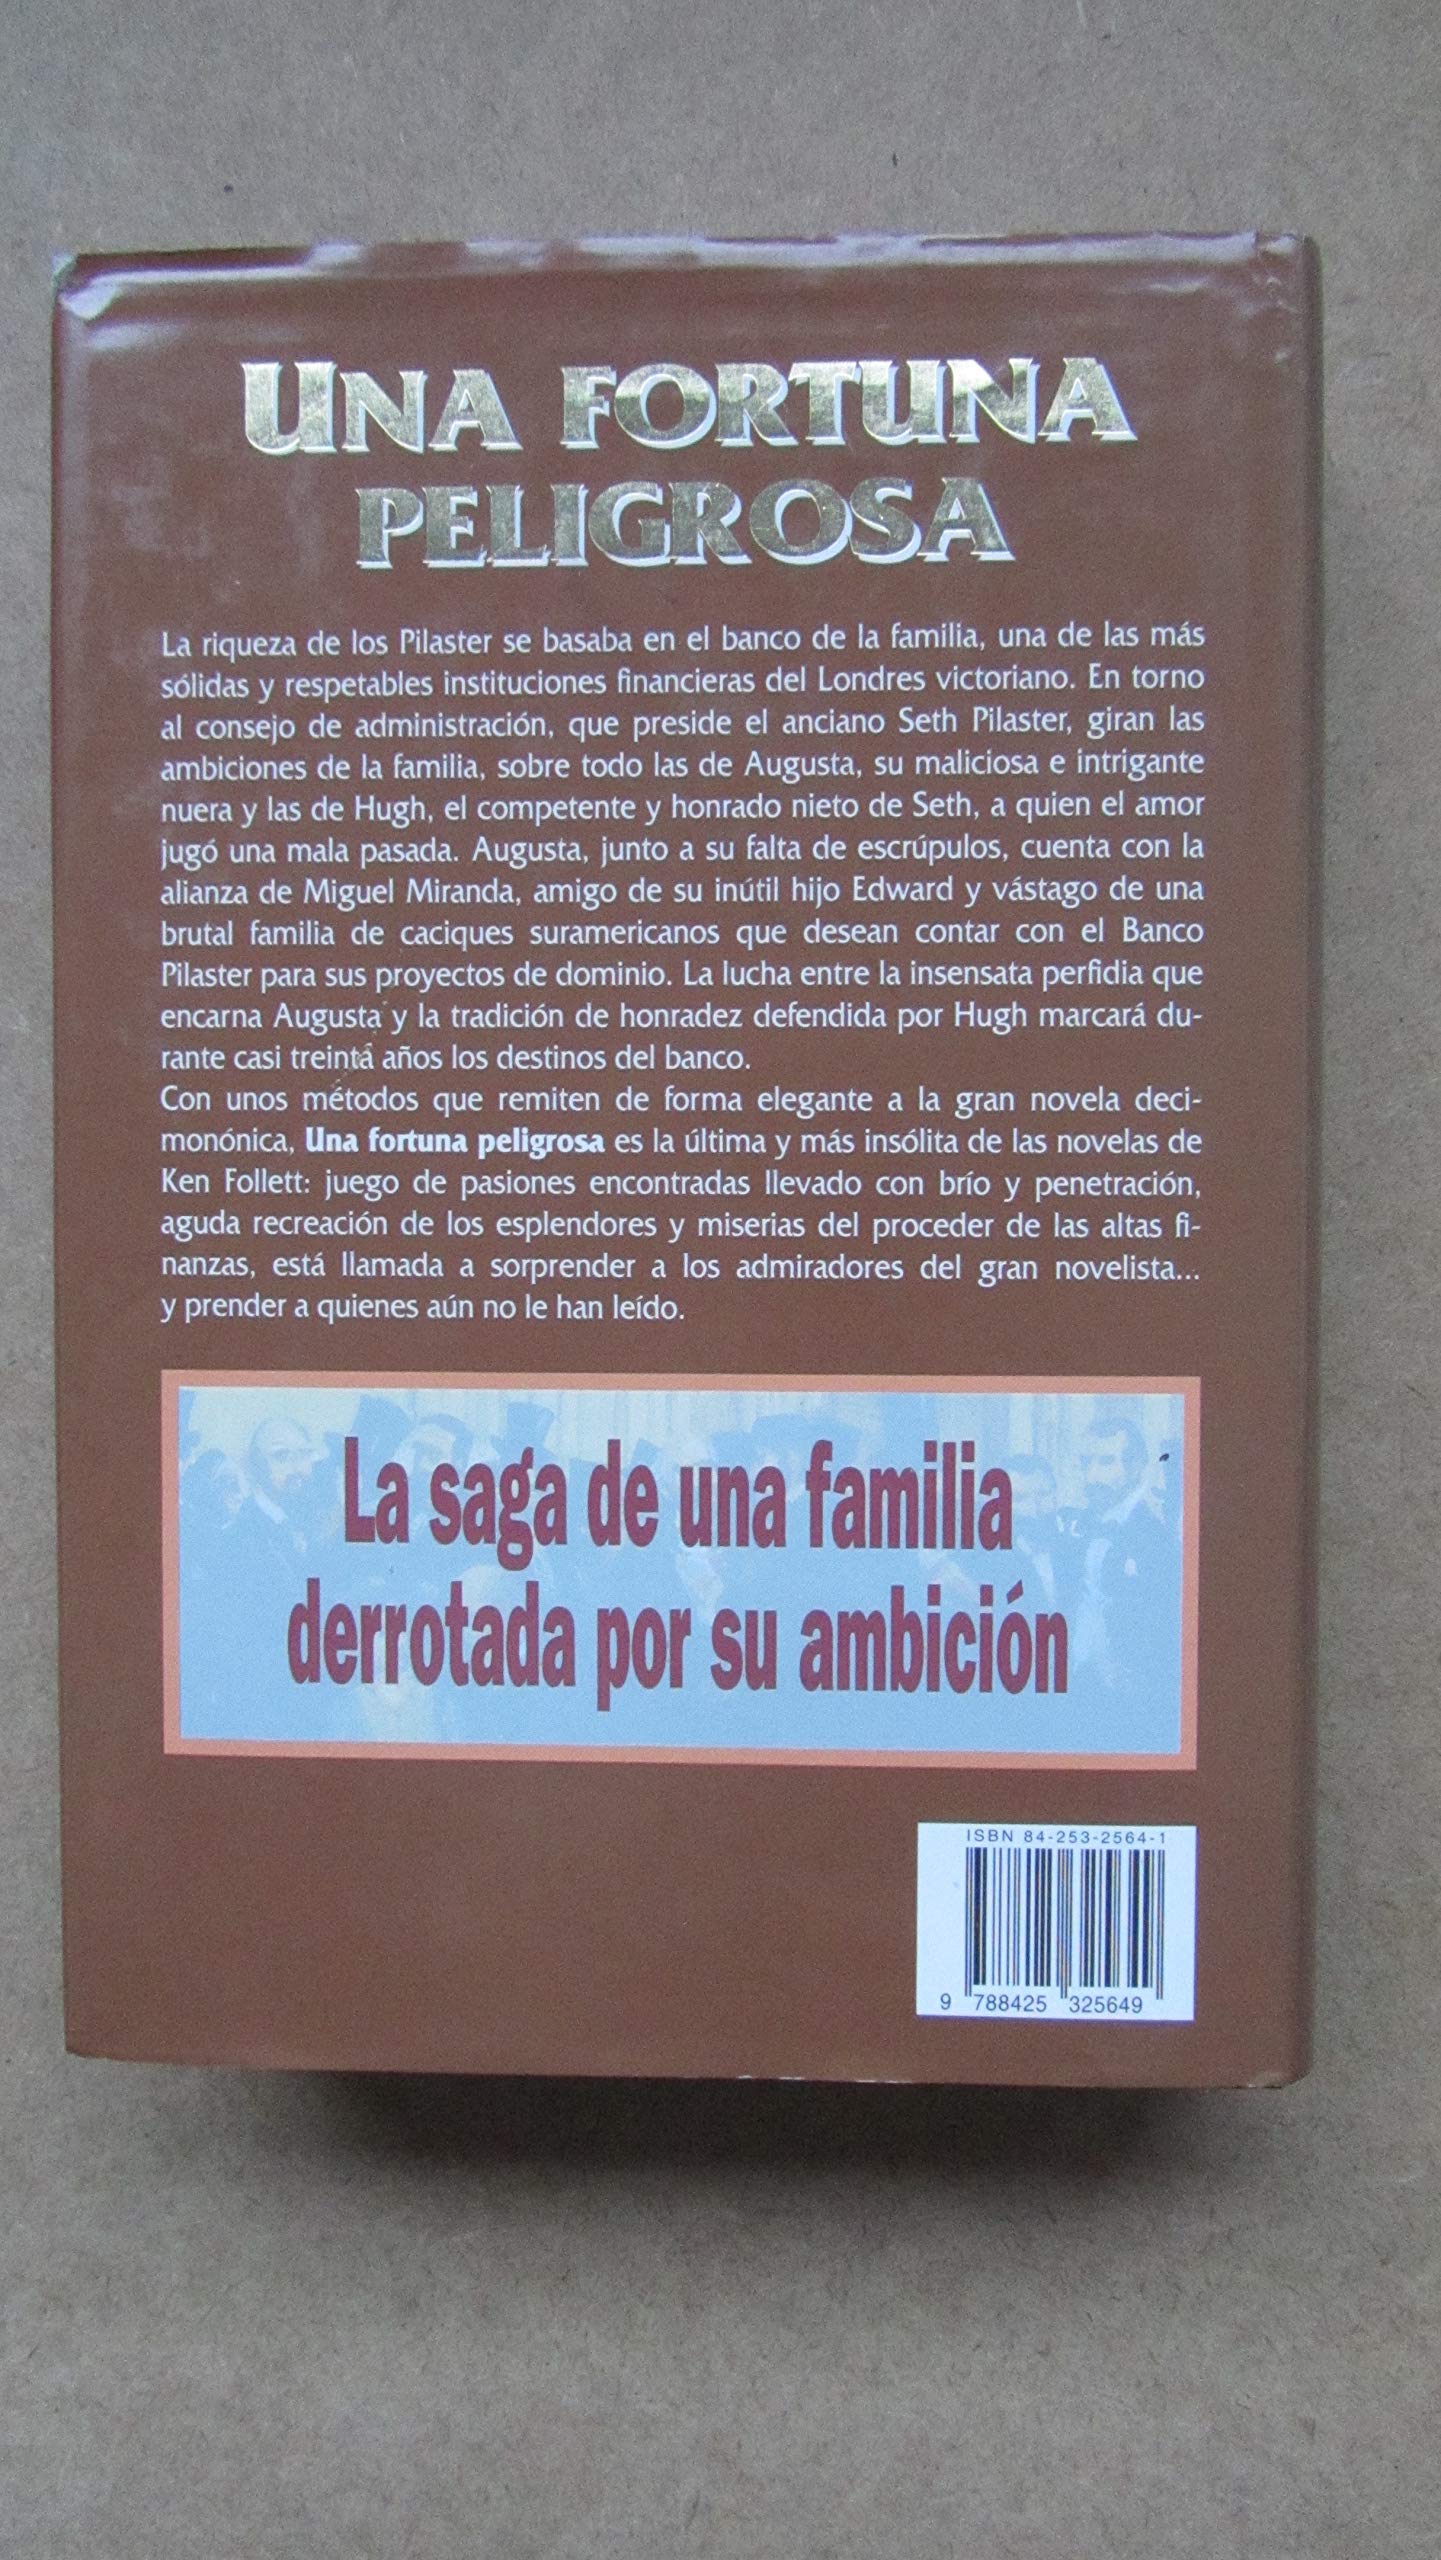 UNA FORTUNA
PELIGROSA
La riqueza de los Pilaster se basaba en el banco de la familia, una de las más
sólidas y respetables instituciones financieras del Londres victoriano. En torno
al consejo de administración, que preside el anciano Seth Pilaster, giran las
ambiciones de la familia, sobre todo las de Augusta, su maliciosa e intrigante
nuera y las de Hugh, el competente y honrado nieto de Seth, a quien el amor
jugó una mala pasada. Augusta, junto a su falta de escrúpulos, cuenta con la
alianza de Miguel Miranda, amigo de su inútil hijo Edward y vástago de una
brutal familia de caciques suramericanos que desean contar con el Banco
Pilaster para sus proyectos de dominio. La lucha entre la insensata perfidia que
encarna Augusta y la tradición de honradez defendida por Hugh marcará du-
rante casi treinta años los destinos del banco.
Con unos métodos que remiten de forma elegante a la gran novela deci-
monónica, Una fortuna peligrosa es la última y más insólita de las novelas de
Ken Follett: juego de pasiones encontradas llevado con brío y penetración,
aguda recreación de los esplendores y miserias del proceder de las altas fi-
nanzas, está llamada a sorprender a los admiradores del gran novelista...
y prender a quienes aún no le han leído.
La saga de una familia
derrotada por su ambición
ISBN 84-253-2564-1
9 788425 325649